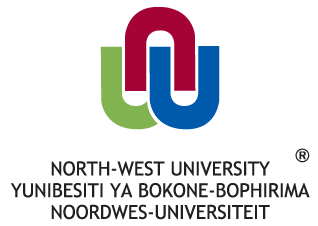 ®
NORTH-WEST UNIVERSITY
YUNIBESITI YA BOKONE-BOPHIRIMA
NOORDWES-UNIVERSITEIT